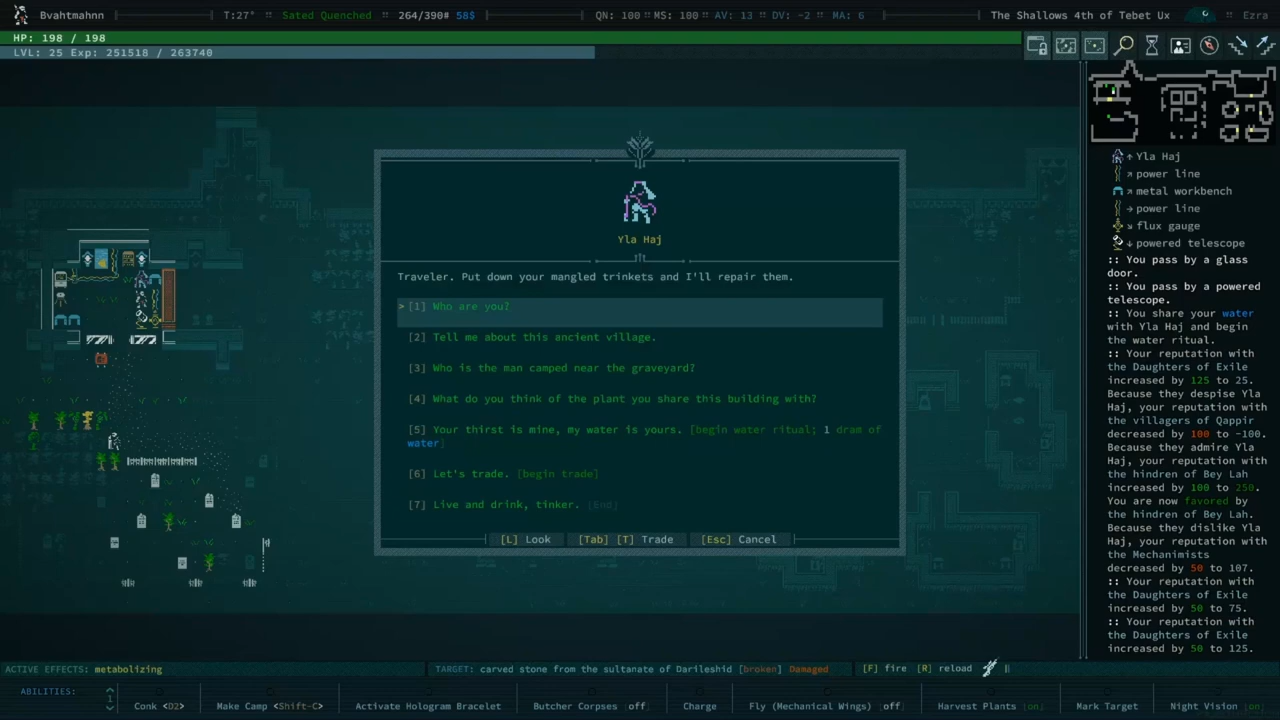 Bvahtmahnn T:27° :: Sated Quenched :: 264/390# 58$ QN: 100 :: MS: 100 :: AV: 13 :: DV: -2 :: MA: 6 The Shallows 4th of Tebet Ux :: Ezra
HP: 198 / 198
LVL: 25 Exp: 251518 / 263740
Yla Haj
Traveler. Put down your mangled trinkets and I'll repair them.
> [1] Who are you?
[2] Tell me about this ancient village.
[3] Who is the man camped near the graveyard?
[4] What do you think of the plant you share this building with?
[5] Your thirst is mine, my water is yours. [begin water ritual; 1 dram of
water]
[6] Let's trade. [begin trade]
[7] Live and drink, tinker. [End]
[L] Look [Tab] [T] Trade [Esc] Cancel
Yla Haj
power line
metal workbench
power line
flux gauge
powered telescope
:: You pass by a glass
door.
:: You pass by a powered
telescope.
:: You share your water
with Yla Haj and begin
the water ritual.
:: Your reputation with
the Daughters of Exile
increased by 125 to 25.
Because they despise Yla
Haj, your reputation with
the villagers of Qappir
decreased by 100 to -100.
Because they admire Yla
Haj, your reputation with
the hindren of Bey Lah
increased by 100 to 250.
You are now favored by
the hindren of Bey Lah.
Because they dislike Yla
Haj, your reputation with
the Mechanimists
decreased by 50 to 107.
:: Your reputation with
the Daughters of Exile
increased by 50 to 75.
:: Your reputation with
the Daughters of Exile
increased by 50 to 125.
ACTIVE EFFECTS: metabolizing TARGET: carved stone from the sultanate of Darileshid [broken] Damaged [F] fire [R] reload
ABILITIES: 1 Conk <D2> Make Camp <Shift-C> Activate Hologram Bracelet Butcher Corpses [off] Charge Fly (Mechanical Wings) [off] Harvest Plants [on] Mark Target Night Vision [on]